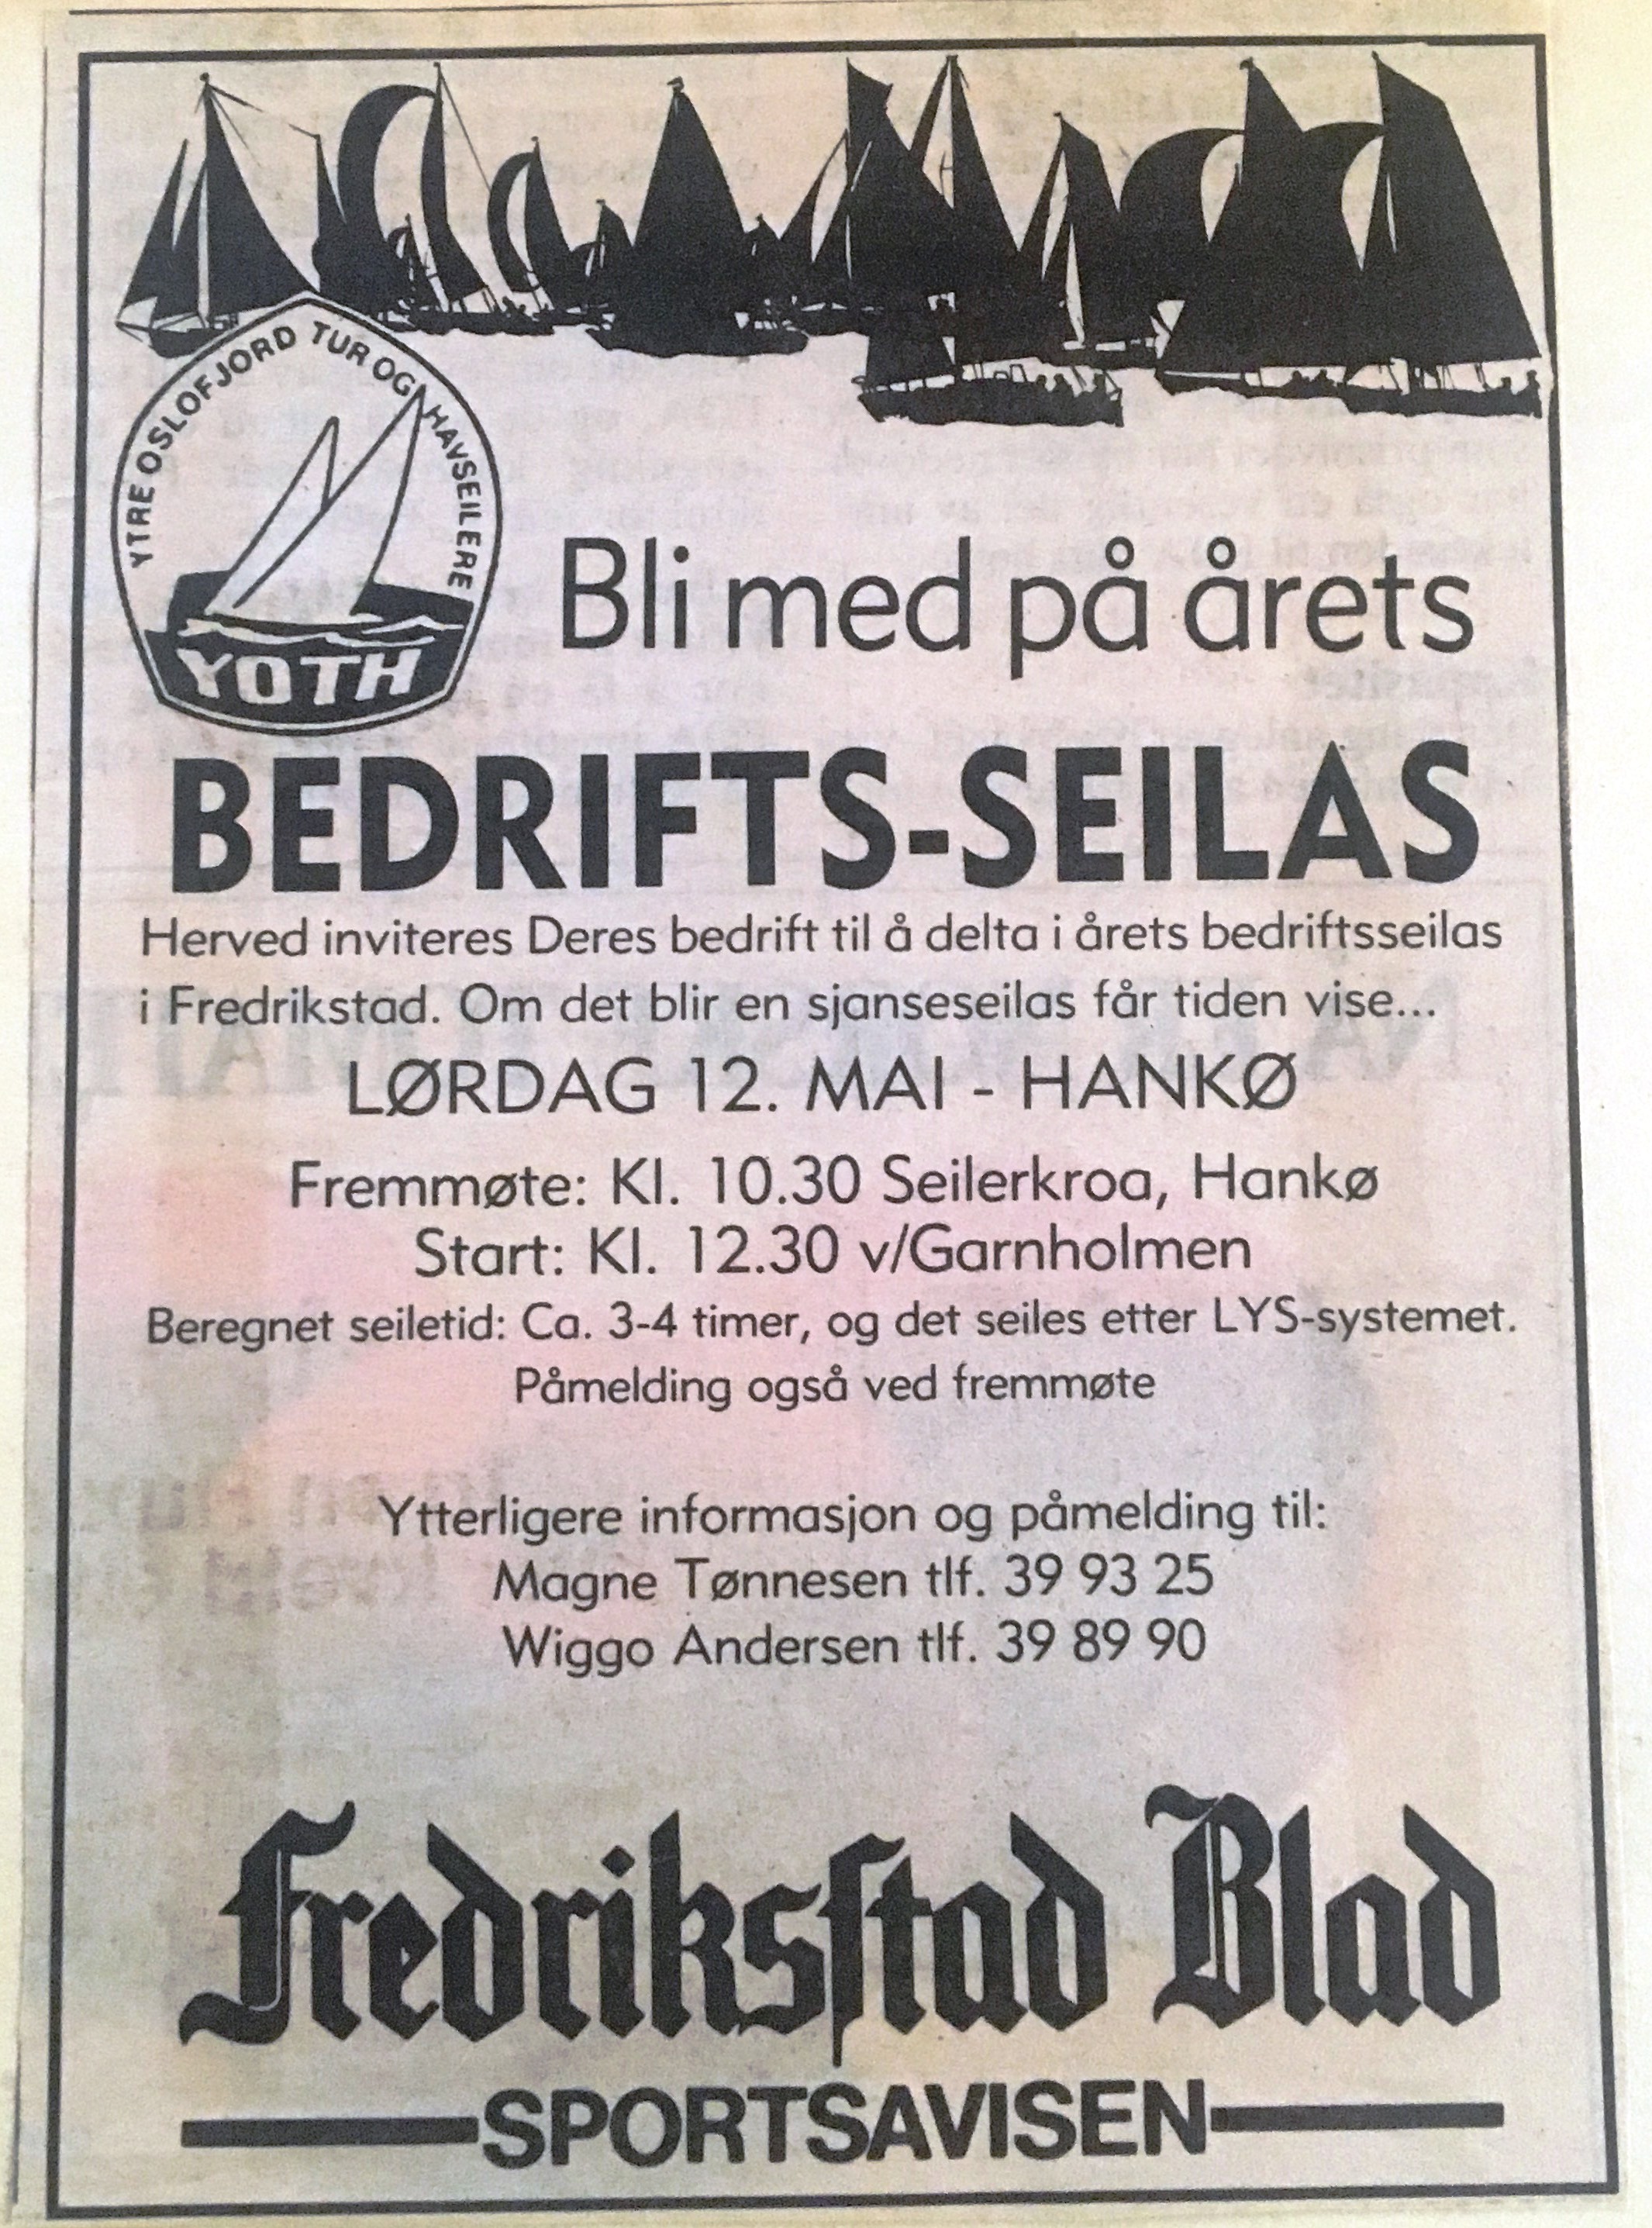 YTRE OSLOFJORD TUR OG HAVSEILERE
YOTH
Bli med på årets
BEDRIFTS-SEILAS
Herved inviteres Deres bedrift til å delta i årets bedriftsseilas
i Fredrikstad. Om det blir en sjanseseilas får tiden vise...
LØRDAG 12. MAI - HANKØ
Fremmøte: Kl. 10.30 Seilerkroa, Hankø
Start: Kl. 12.30 v/Garnholmen
Beregnet seiletid: Ca. 3-4 timer, og det seiles etter LYS-systemet.
Påmelding også ved fremmøte
Ytterligere informasjon og påmelding til:
Magne Tønnesen tlf. 39 93 25
Wiggo Andersen tlf. 39 89 90
Fredriksstad Blad
SPORTSAVISEN